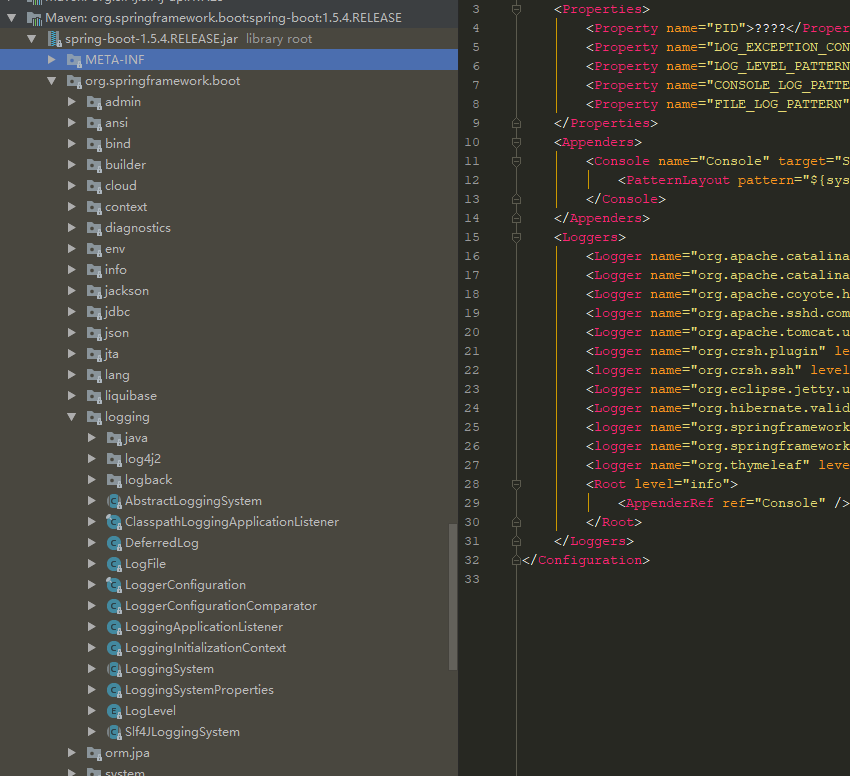 Maven: org.springframework.boot:spring-boot:1.5.4.RELEASE
spring-boot-1.5.4.RELEASE.jar library root
META-INF
org.springframework.boot
admin
ansi
bind
builder
cloud
context
diagnostics
env
info
jackson
jdbc
json
jta
lang
liquibase
logging
java
log4j2
logback
AbstractLoggingSystem
ClasspathLoggingApplicationListener
DeferredLog
LogFile
LoggerConfiguration
LoggerConfigurationComparator
LoggingApplicationListener
LoggingInitializationContext
LoggingSystem
LoggingSystemProperties
LogLevel
Slf4JLoggingSystem
orm.jpa
system
3 <Properties>
4 <Property name="PID">????</Proper
5 <Property name="LOG_EXCEPTION_CON
6 <Property name="LOG_LEVEL_PATTERN
7 <Property name="CONSOLE_LOG_PATTE
8 <Property name="FILE_LOG_PATTERN"
9 </Properties>
10 <Appenders>
11 <Console name="Console" target="S
12 <PatternLayout pattern="${sys
13 </Console>
14 </Appenders>
15 <Loggers>
16 <Logger name="org.apache.catalina
17 <Logger name="org.apache.catalina
18 <Logger name="org.apache.coyote.h
19 <logger name="org.apache.sshd.com
20 <Logger name="org.apache.tomcat.u
21 <Logger name="org.crsh.plugin" le
22 <logger name="org.crsh.ssh" level
23 <Logger name="org.eclipse.jetty.u
24 <Logger name="org.hibernate.valid
25 <logger name="org.springframework
26 <logger name="org.springframework
27 <logger name="org.thymeleaf" leve
28 <Root level="info">
29 <AppenderRef ref="Console" />
30 </Root>
31 </Loggers>
32 </Configuration>
33